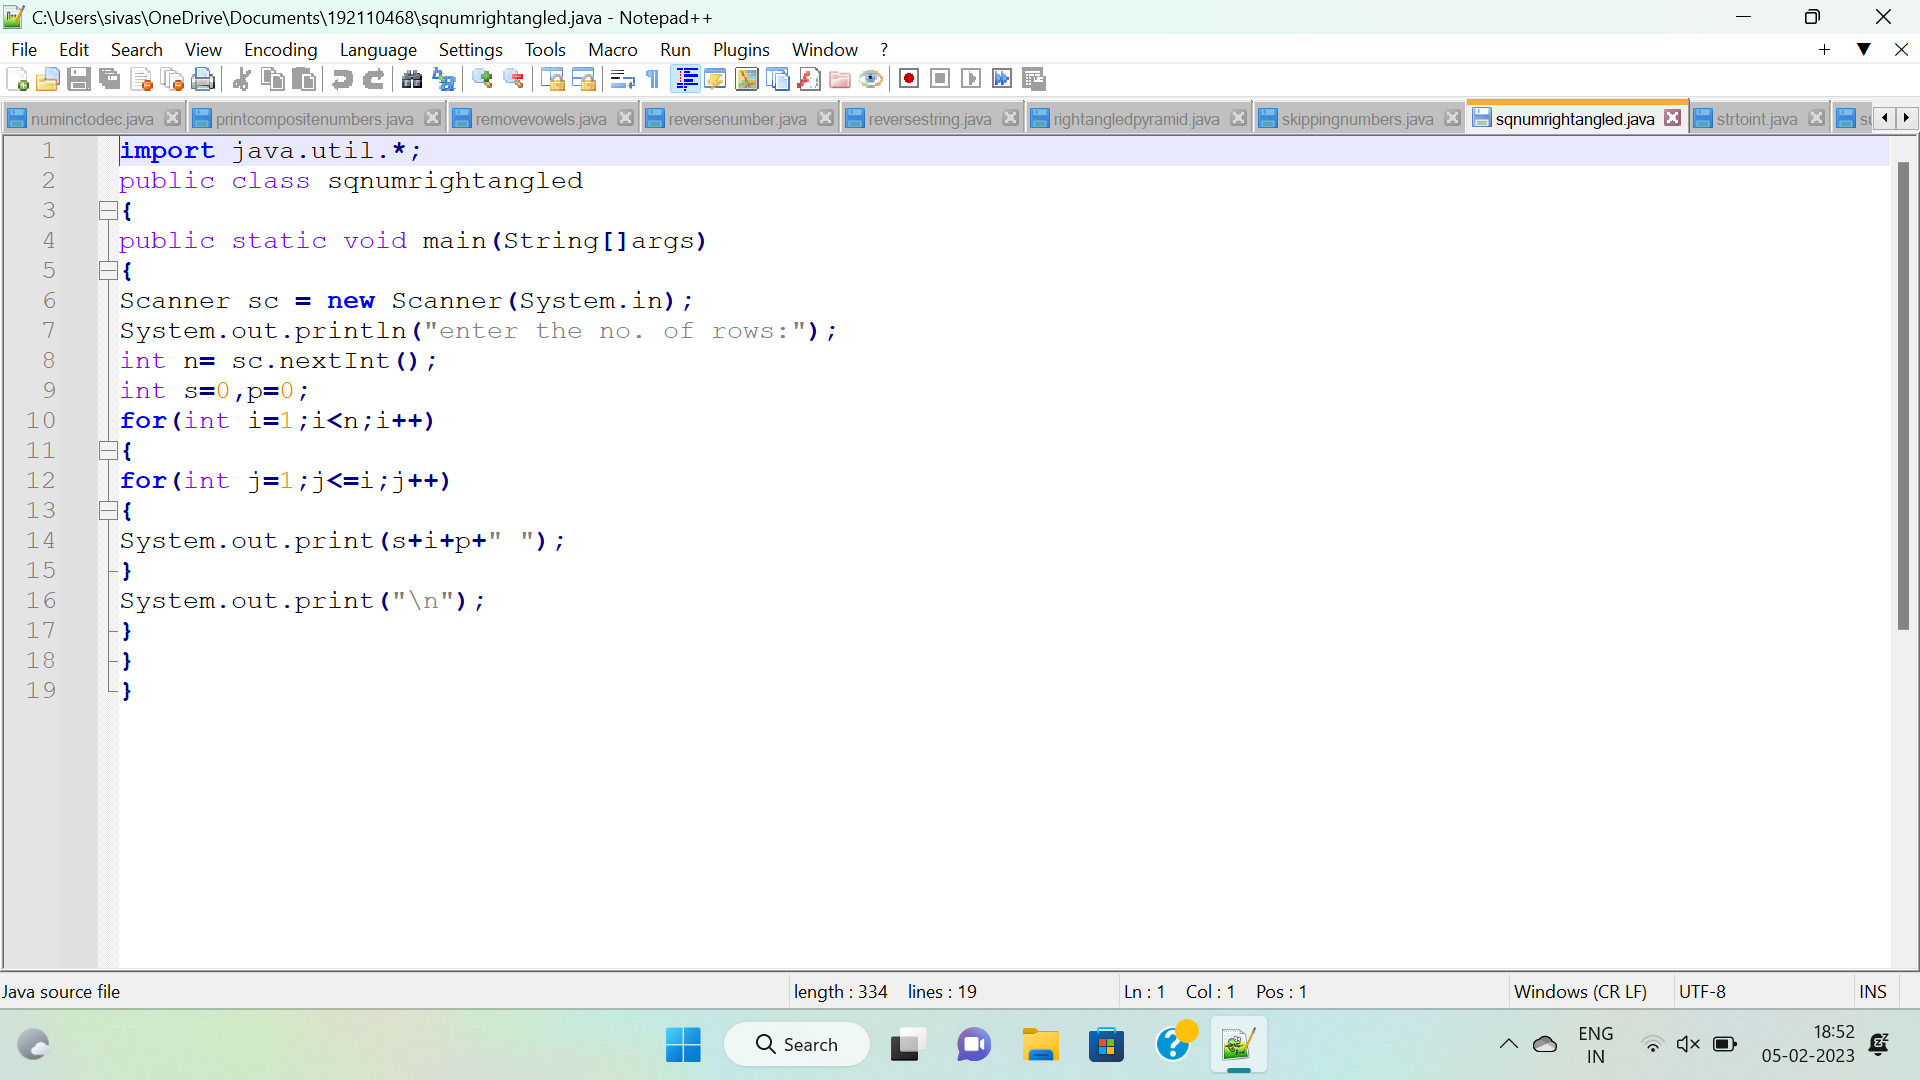 C:\Users\sivas\OneDrive\Documents\192110468\sqnumrightangled.java - Notepad++
File Edit Search View Encoding Language Settings Tools Macro Run Plugins Window ?
numinctodec.java printcompositenumbers.java removevowels.java reversenumber.java reversestring.java rightangledpyramid.java skippingnumbers.java sqnumrightangled.java strtoint.java
1 import java.util.*;
2 public class sqnumrightangled
3 {
4 public static void main(String[]args)
5 {
6 Scanner sc = new Scanner(System.in);
7 System.out.println("enter the no. of rows:");
8 int n= sc.nextInt();
9 int s=0,p=0;
10 for(int i=1;i<n;i++)
11 {
12 for(int j=1;j<=i;j++)
13 {
14 System.out.print(s+i+p+" ");
15 }
16 System.out.print("\n");
17 }
18 }
19 }
Java source file length : 334 lines : 19 Ln : 1 Col : 1 Pos : 1 Windows (CR LF) UTF-8 INS
Search ENG 18:52
IN 05-02-2023